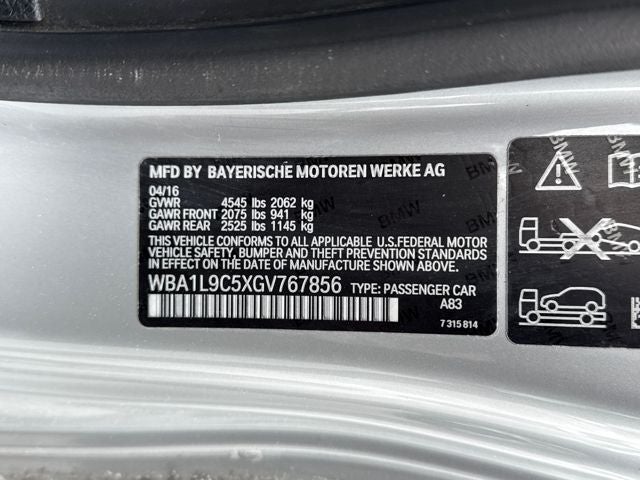 MFD BY BAYERISCHE MOTOREN WERKE AG
04/16
GVWR 4545 lbs 2062 kg
GAWR FRONT 2075 lbs 941 kg
GAWR REAR 2525 lbs 1145 kg
THIS VEHICLE CONFORMS TO ALL APPLICABLE U.S.FEDERAL MOTOR
VEHICLE SAFETY, BUMPER AND THEFT PREVENTION STANDARDS
IN EFFECT ON THE DATE OF MANUFACTURE SHOWN ABOVE.
WBA1L9C5XGV767856 TYPE: PASSENGER CAR
A83
7 315 814
BMW
BMW
BMW